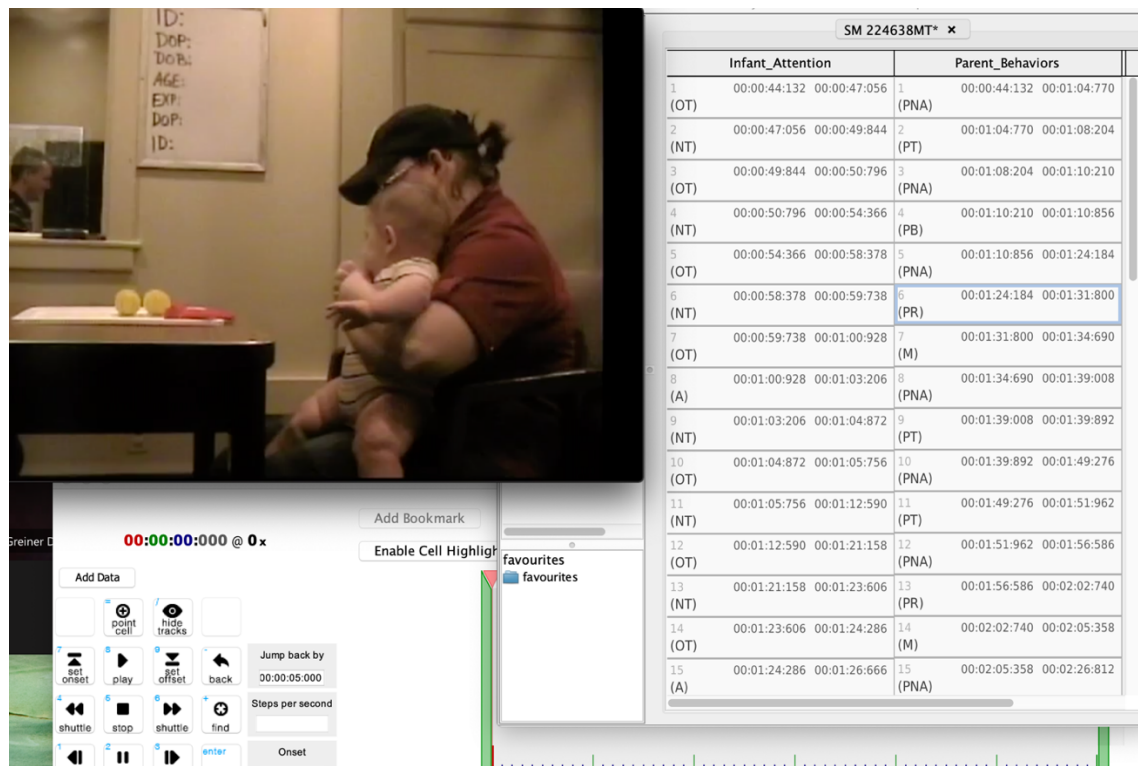 ID:
DOP:
DOB:
AGE:
EXP:
DOP:
ID:
SM 224638MT* ×
Infant_Attention Parent_Behaviors
1 00:00:44:132 00:00:47:056 1 00:00:44:132 00:01:04:770
(OT) (PNA)
2 00:00:47:056 00:00:49:844 2 00:01:04:770 00:01:08:204
(NT) (PT)
3 00:00:49:844 00:00:50:796 3 00:01:08:204 00:01:10:210
(OT) (PNA)
4 00:00:50:796 00:00:54:366 4 00:01:10:210 00:01:10:856
(NT) (PB)
5 00:00:54:366 00:00:58:378 5 00:01:10:856 00:01:24:184
(OT) (PNA)
6 00:00:58:378 00:00:59:738 6 00:01:24:184 00:01:31:800
(NT) (PR)
7 00:00:59:738 00:01:00:928 7 00:01:31:800 00:01:34:690
(OT) (M)
8 00:01:00:928 00:01:03:206 8 00:01:34:690 00:01:39:008
(A) (PNA)
9 00:01:03:206 00:01:04:872 9 00:01:39:008 00:01:39:892
(NT) (PT)
10 00:01:04:872 00:01:05:756 10 00:01:39:892 00:01:49:276
(OT) (PNA)
11 00:01:05:756 00:01:12:590 11 00:01:49:276 00:01:51:962
(NT) (PT)
12 00:01:12:590 00:01:21:158 12 00:01:51:962 00:01:56:586
(OT) (PNA)
13 00:01:21:158 00:01:23:606 13 00:01:56:586 00:02:02:740
(NT) (PR)
14 00:01:23:606 00:01:24:286 14 00:02:02:740 00:02:05:358
(OT) (M)
15 00:01:24:286 00:01:26:666 15 00:02:05:358 00:02:26:812
(A) (PNA)
Add Bookmark
Greiner D
00:00:00:000 @ 0x
Enable Cell Highligh
favourites
favourites
Add Data
= point cell
/ hide tracks
-
7 set onset
8 play
9 set offset
back
Jump back by
00:00:05:000
4 shuttle
5 stop
6 shuttle
+ find
Steps per second
1
2
3
enter
Onset